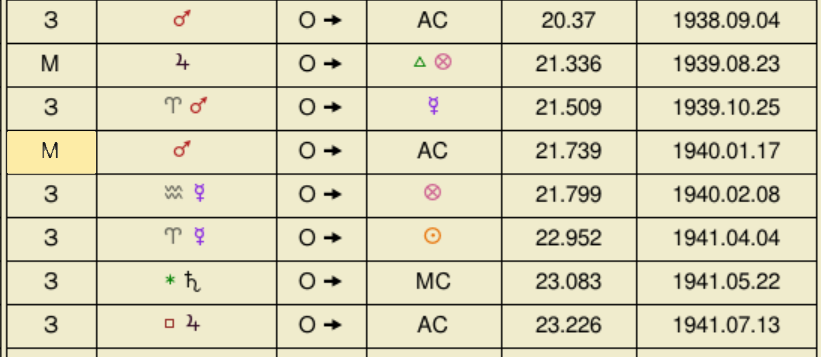 З ♂ O → AC 20.37 1938.09.04
M ♃ O → △ ⊗ 21.336 1939.08.23
З ♈ ♂ O → ☿ 21.509 1939.10.25
M ♂ O → AC 21.739 1940.01.17
З ♒ ☿ O → ⊗ 21.799 1940.02.08
З ♈ ☿ O → ☉ 22.952 1941.04.04
З ✶ ♄ O → MC 23.083 1941.05.22
З □ ♃ O → AC 23.226 1941.07.13